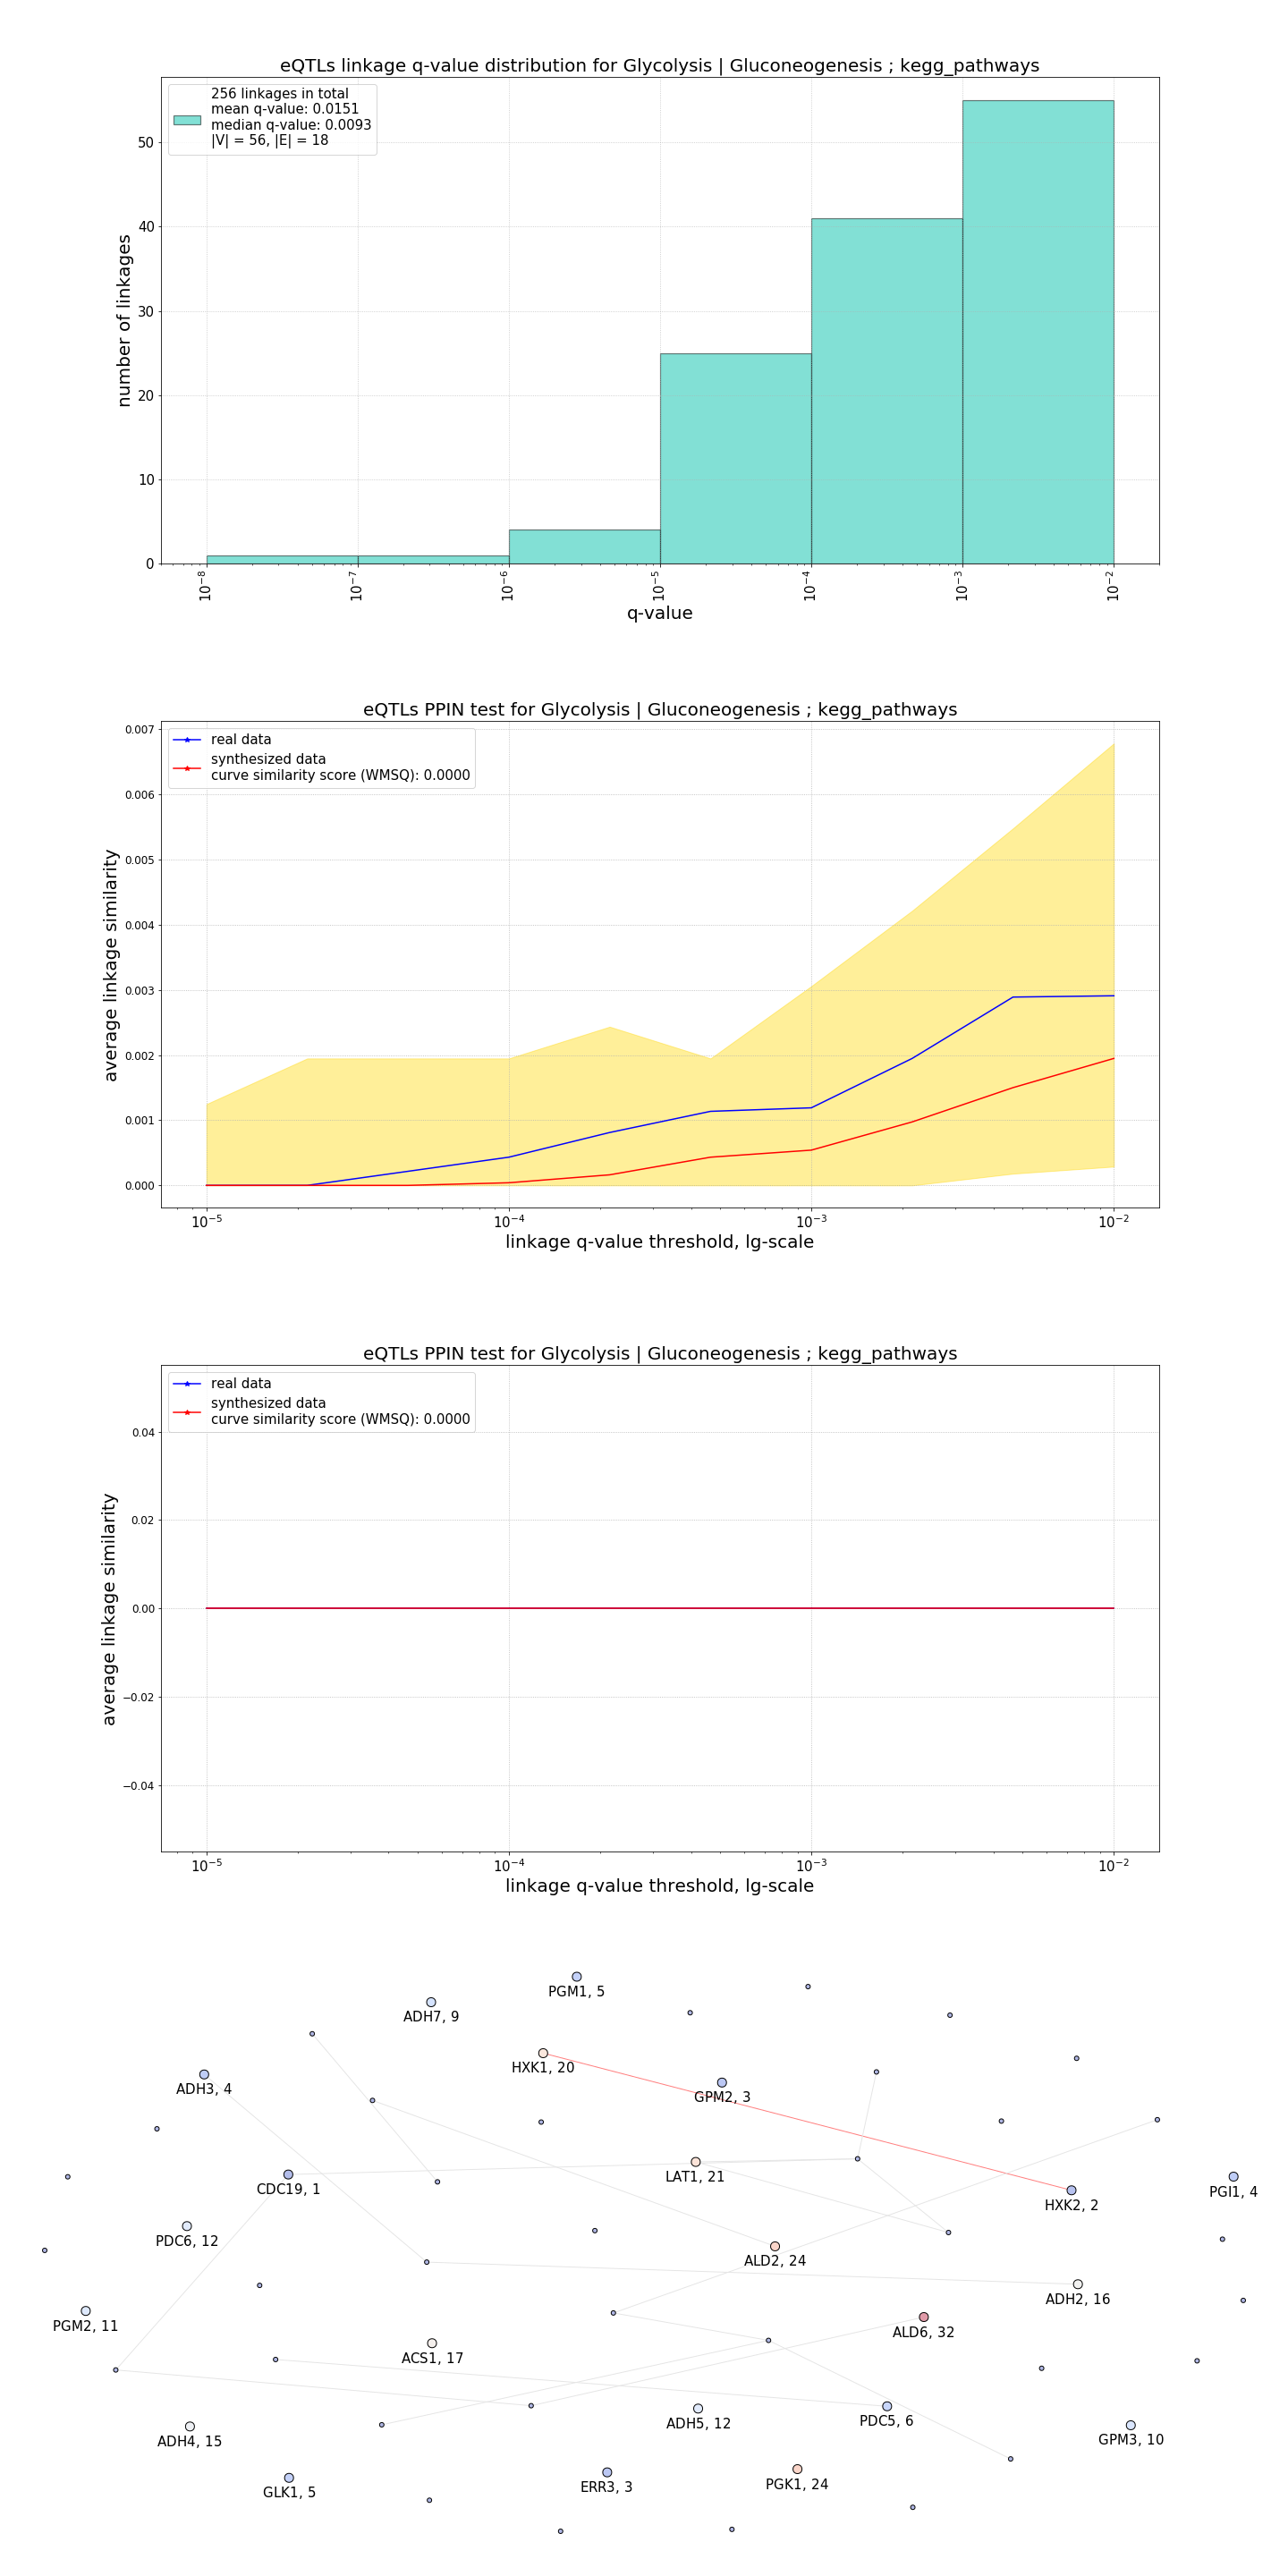 eQTLs linkage q-value distribution for Glycolysis | Gluconeogenesis ; kegg_pathways
256 linkages in total
mean q-value: 0.0151
median q-value: 0.0093
|V| = 56, |E| = 18
number of linkages
50
40
30
20
10
0
10⁻⁸ 10⁻⁷ 10⁻⁶ 10⁻⁵ 10⁻⁴ 10⁻³ 10⁻²
q-value
eQTLs PPIN test for Glycolysis | Gluconeogenesis ; kegg_pathways
real data
synthesized data
curve similarity score (WMSQ): 0.0000
average linkage similarity
0.007
0.006
0.005
0.004
0.003
0.002
0.001
0.000
10⁻⁵ 10⁻⁴ 10⁻³ 10⁻²
linkage q-value threshold, lg-scale
eQTLs PPIN test for Glycolysis | Gluconeogenesis ; kegg_pathways
real data
synthesized data
curve similarity score (WMSQ): 0.0000
average linkage similarity
0.04
0.02
0.00
−0.02
−0.04
10⁻⁵ 10⁻⁴ 10⁻³ 10⁻²
linkage q-value threshold, lg-scale
PGM1, 5
ADH7, 9
HXK1, 20
ADH3, 4
GPM2, 3
LAT1, 21
CDC19, 1
PGI1, 4
HXK2, 2
PDC6, 12
ALD2, 24
ADH2, 16
PGM2, 11
ALD6, 32
ACS1, 17
PDC5, 6
ADH5, 12
GPM3, 10
ADH4, 15
PGK1, 24
ERR3, 3
GLK1, 5